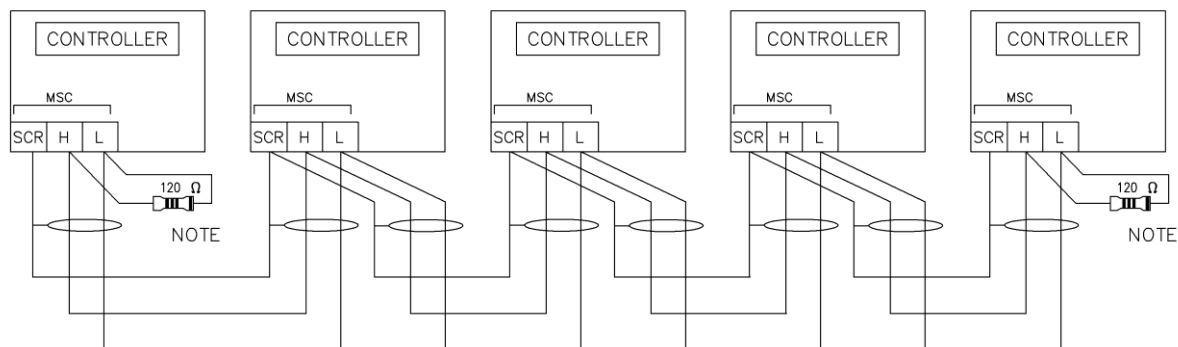 CONTROLLER CONTROLLER CONTROLLER CONTROLLER CONTROLLER
MSC MSC MSC MSC MSC
SCR H L SCR H L SCR H L SCR H L SCR H L
120 Ω 120 Ω
NOTE NOTE